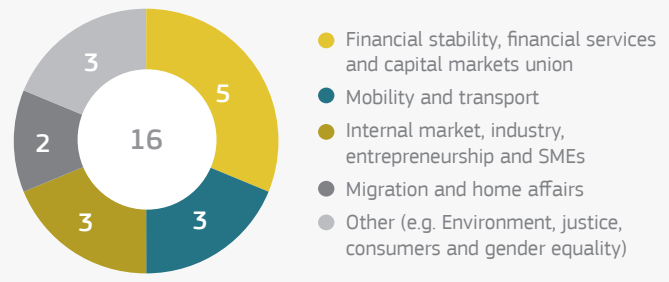 3
5
2
16
3
3
Financial stability, financial services
and capital markets union
Mobility and transport
Internal market, industry,
entrepreneurship and SMEs
Migration and home affairs
Other (e.g. Environment, justice,
consumers and gender equality)